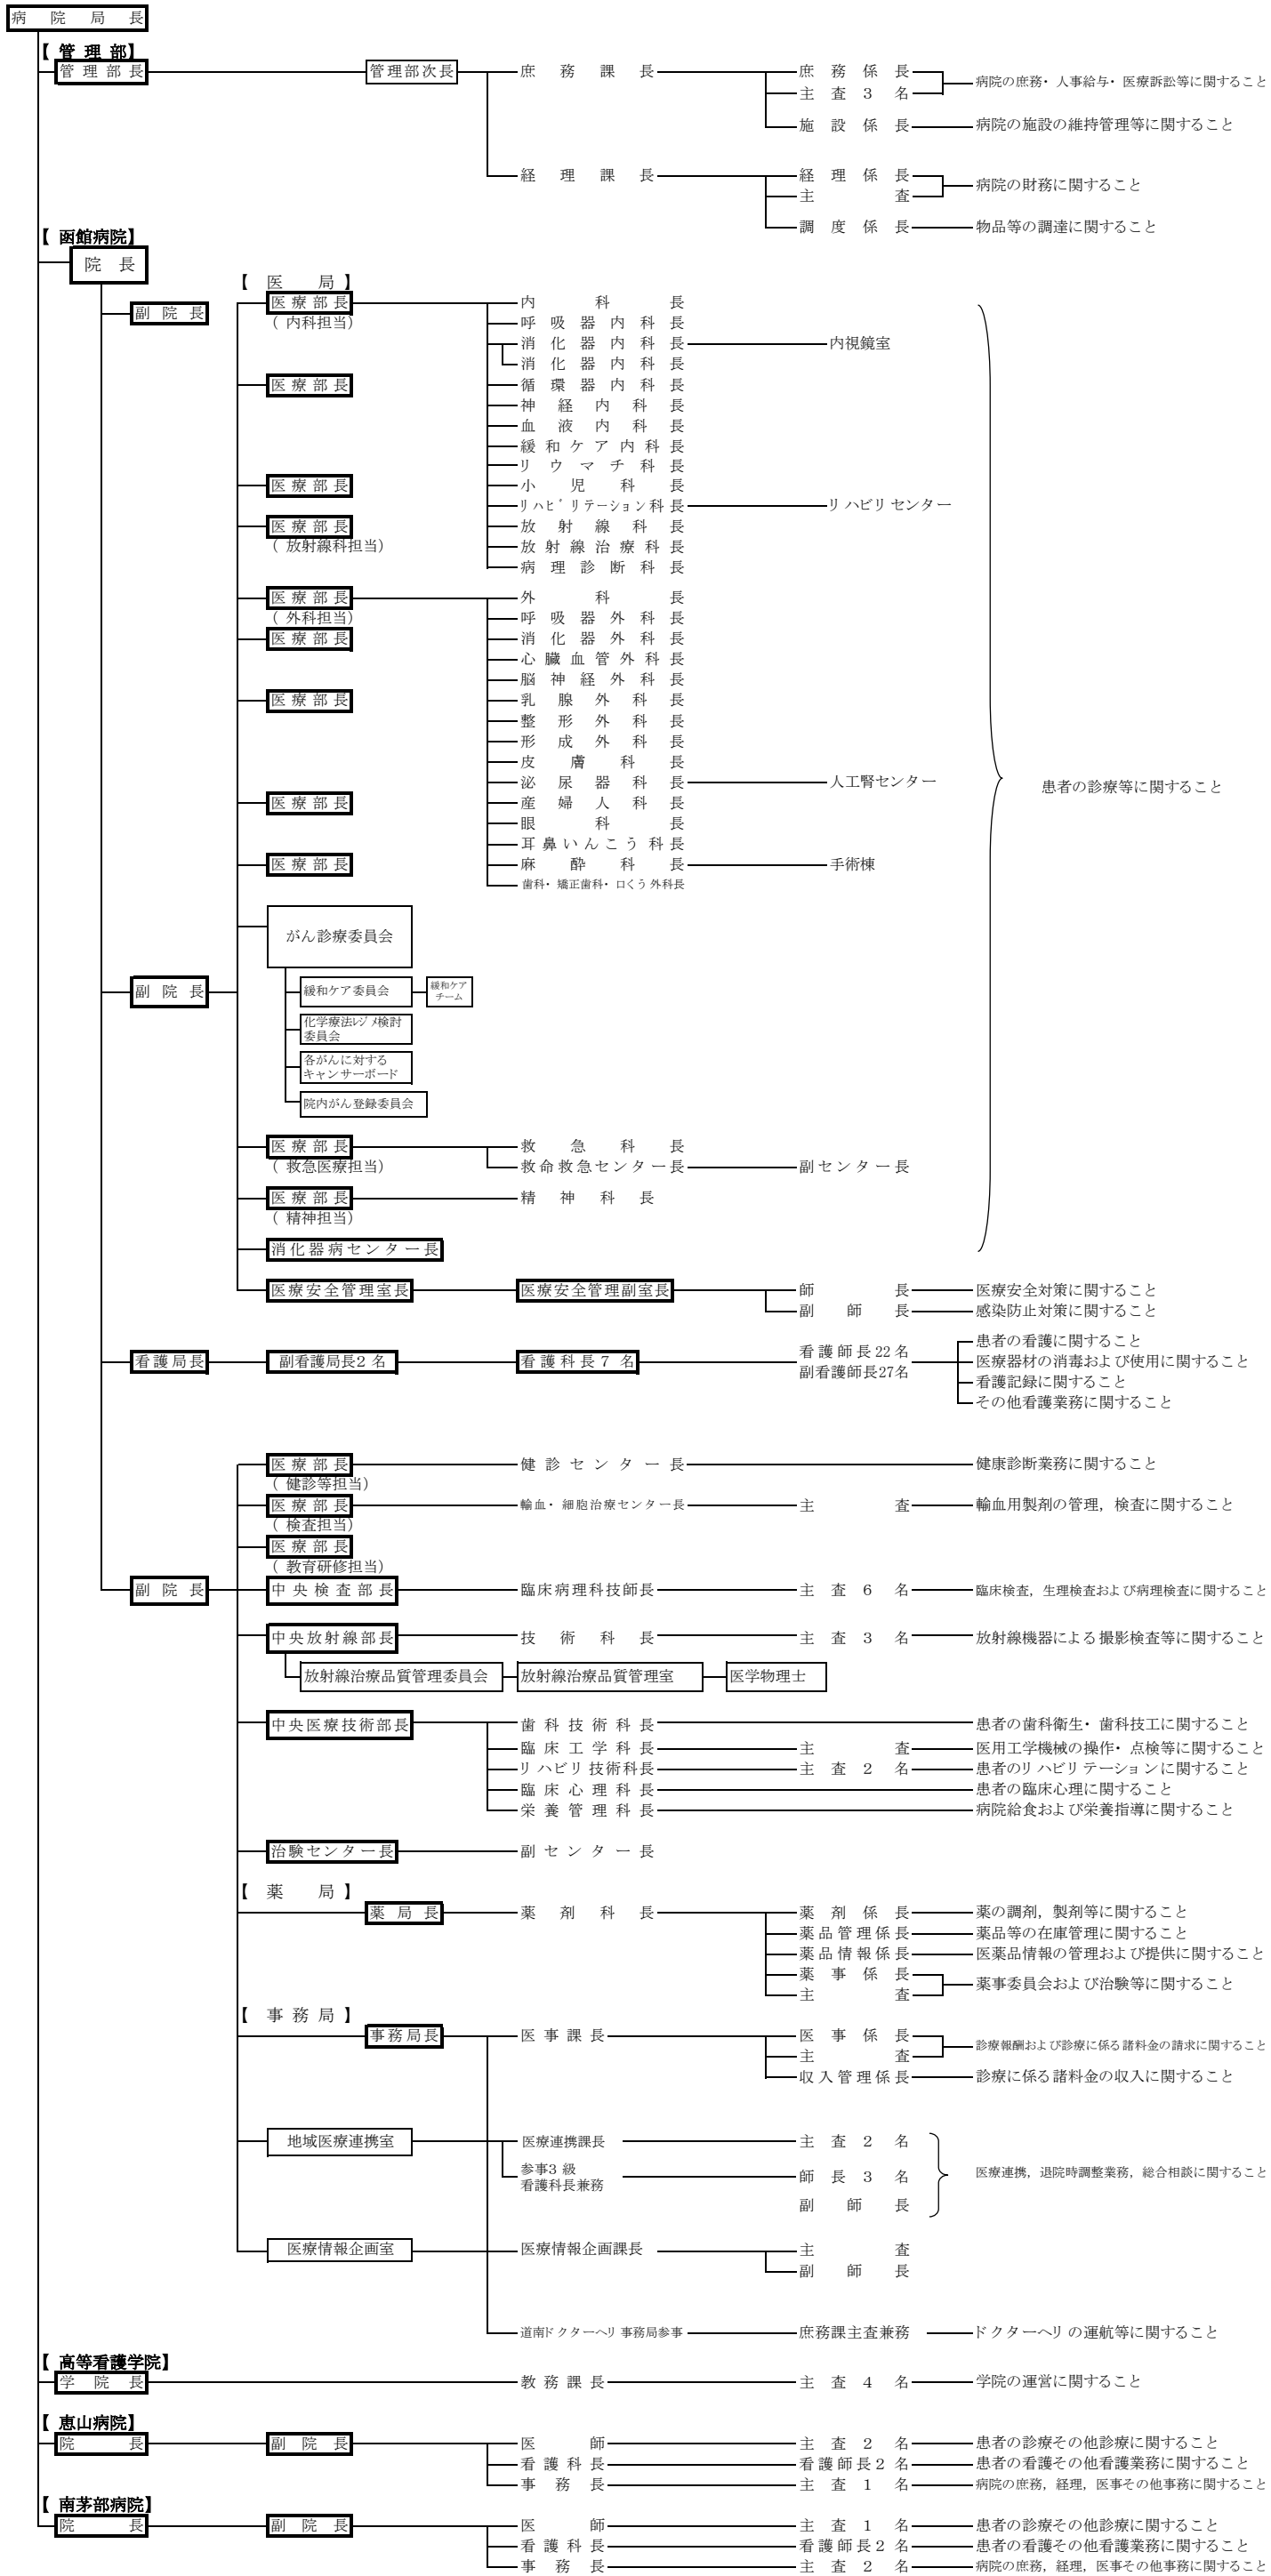 病院局長
【管理部】
管理部長 管理部次長 庶務課長 庶務係長 病院の庶務・人事給与・医療訴訟等に関すること
主査3名
施設係長 病院の施設の維持管理等に関すること
経理課長 経理係長 病院の財務に関すること
主査
調度係長 物品等の調達に関すること
【函館病院】
院長
【医局】
副院長 医療部長 内科長
(内科担当) 呼吸器内科長
消化器内科長 内視鏡室
消化器内科長
医療部長 循環器内科長
神経内科長
血液内科長
緩和ケア内科長
リウマチ科長
医療部長 小児科長
リハビリテーション科長 リハビリセンター
医療部長 放射線科長
(放射線科担当) 放射線治療科長
病理診断科長
医療部長 外科長
(外科担当) 呼吸器外科長
医療部長 消化器外科長
心臓血管外科長
脳神経外科長
医療部長 乳腺外科長
整形外科長
形成外科長
皮膚科長
泌尿器科長 人工腎センター 患者の診療等に関すること
医療部長 産婦人科長
眼科長
耳鼻いんこう科長
医療部長 麻酔科長 手術棟
歯科・矯正歯科・口くう外科長
がん診療委員会
副院長 緩和ケア委員会 緩和ケア
チーム
化学療法レジメ検討
委員会
各がんに対する
キャンサーボード
院内がん登録委員会
医療部長 救急科長
(救急医療担当) 救命救急センター長 副センター長
医療部長 精神科長
(精神担当)
消化器病センター長
医療安全管理室長 医療安全管理副室長 師長 医療安全対策に関すること
副師長 感染防止対策に関すること
看護局長 副看護局長2名 看護科長7名 看護師長22名
副看護師長27名
患者の看護に関すること
医療器材の消毒および使用に関すること
看護記録に関すること
その他看護業務に関すること
医療部長 健診センター長 健康診断業務に関すること
(健診等担当)
医療部長 輸血・細胞治療センター長 主査 輸血用製剤の管理，検査に関すること
(検査担当)
医療部長
(教育研修担当)
副院長 中央検査部長 臨床病理科技師長 主査6名 臨床検査，生理検査および病理検査に関すること
中央放射線部長 技術科長 主査3名 放射線機器による撮影検査等に関すること
放射線治療品質管理委員会 放射線治療品質管理室 医学物理士
中央医療技術部長 歯科技術科長 患者の歯科衛生・歯科技工に関すること
臨床工学科長 主査 医用工学機械の操作・点検等に関すること
リハビリ技術科長 主査2名 患者のリハビリテーションに関すること
臨床心理科長 患者の臨床心理に関すること
栄養管理科長 病院給食および栄養指導に関すること
治験センター長 副センター長
【薬局】
薬局長 薬剤科長 薬剤係長 薬の調剤，製剤等に関すること
薬品管理係長 薬品等の在庫管理に関すること
薬品情報係長 医薬品情報の管理および提供に関すること
薬事係長 薬事委員会および治験等に関すること
主査
【事務局】
事務局長 医事課長 医事係長 診療報酬および診療に係る諸料金の請求に関すること
主査
収入管理係長 診療に係る諸料金の収入に関すること
地域医療連携室 医療連携課長 主査2名
参事3級
看護科長兼務 師長3名 医療連携，退院時調整業務，総合相談に関すること
副師長
医療情報企画室 医療情報企画課長 主査
副師長
道南ドクターヘリ事務局参事 庶務課主査兼務 ドクターヘリの運航等に関すること
【高等看護学院】
学院長 教務課長 主査4名 学院の運営に関すること
【恵山病院】
院長 副院長 医師 主査2名 患者の診療その他診療に関すること
看護科長 看護師長2名 患者の看護その他看護業務に関すること
事務長 主査1名 病院の庶務，経理，医事その他事務に関すること
【南茅部病院】
院長 副院長 医師 主査1名 患者の診療その他診療に関すること
看護科長 看護師長2名 患者の看護その他看護業務に関すること
事務長 主査2名 病院の庶務，経理，医事その他事務に関すること